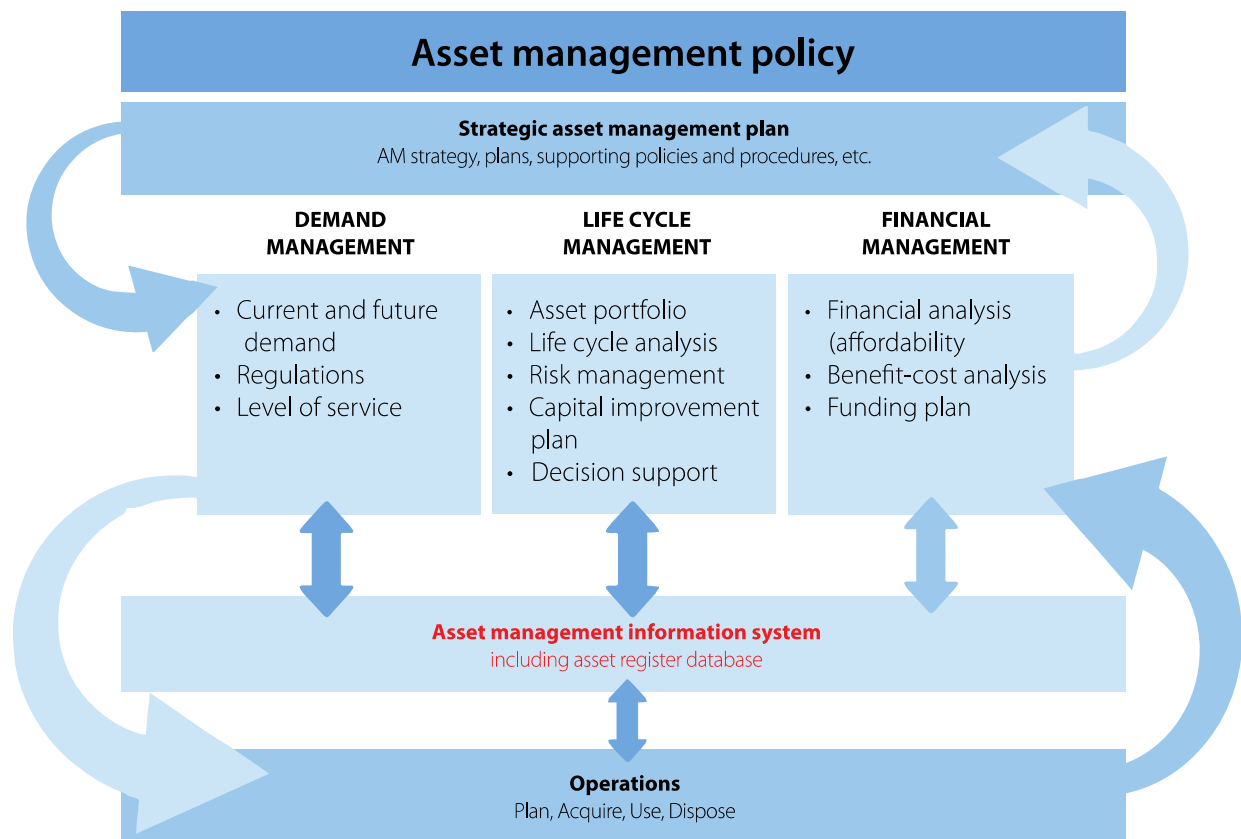 Asset management policy
Strategic asset management plan
AM strategy, plans, supporting policies and procedures, etc.
DEMAND
MANAGEMENT
• Current and future
demand
• Regulations
• Level of service
LIFE CYCLE
MANAGEMENT
• Asset portfolio
• Life cycle analysis
• Risk management
• Capital improvement
plan
• Decision support
FINANCIAL
MANAGEMENT
• Financial analysis
(affordability
• Benefit-cost analysis
• Funding plan
Asset management information system
including asset register database
Operations
Plan, Acquire, Use, Dispose